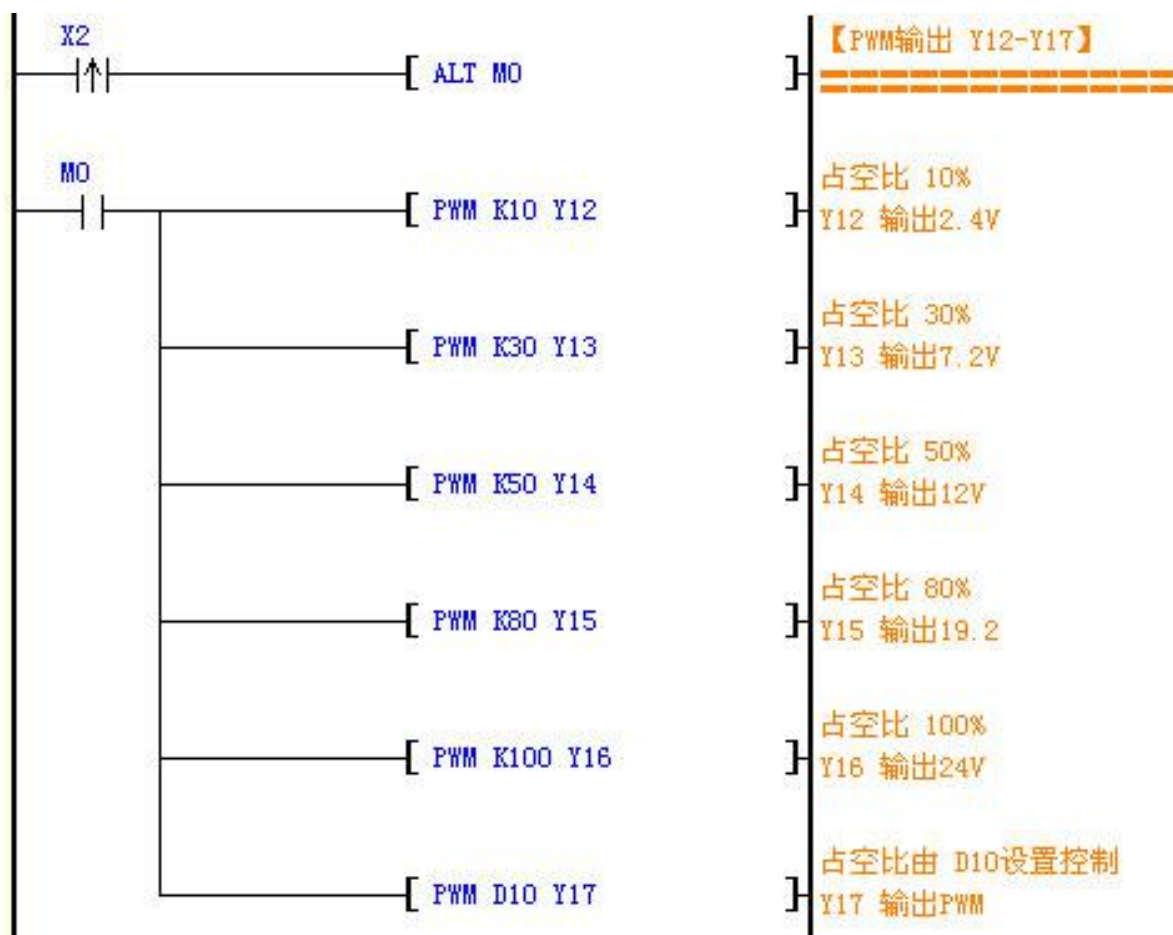 X2
ALT M0
【PWM输出 Y12-Y17】
M0
PWM K10 Y12
占空比 10%
Y12 输出2.4V
PWM K30 Y13
占空比 30%
Y13 输出7.2V
PWM K50 Y14
占空比 50%
Y14 输出12V
PWM K80 Y15
占空比 80%
Y15 输出19.2
PWM K100 Y16
占空比 100%
Y16 输出24V
PWM D10 Y17
占空比由 D10设置控制
Y17 输出PWM